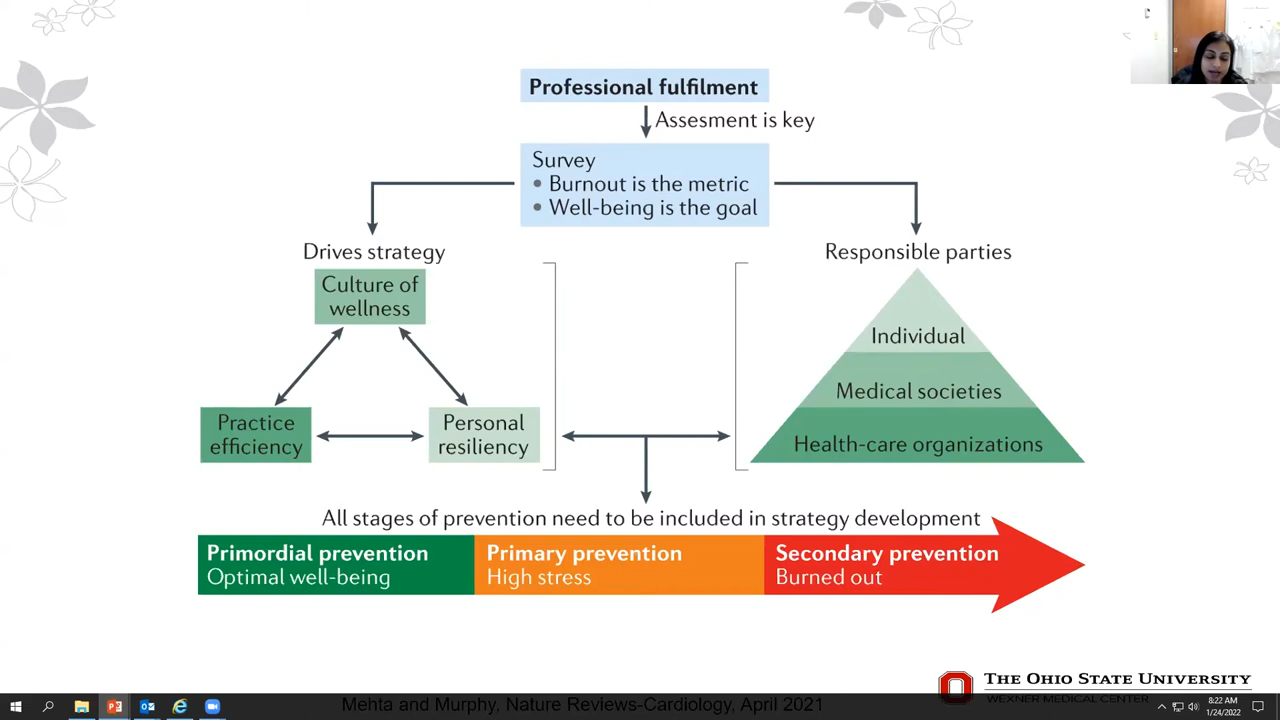 Professional fulfilment
Assesment is key
Survey
• Burnout is the metric
• Well-being is the goal
Drives strategy
Culture of
wellness
Practice
efficiency
Personal
resiliency
Responsible parties
Individual
Medical societies
Health-care organizations
All stages of prevention need to be included in strategy development
Primordial prevention
Optimal well-being
Primary prevention
High stress
Secondary prevention
Burned out
THE OHIO STATE UNIVERSITY
WEXNER MEDICAL CENTER
Mehta and Murphy, Nature Reviews-Cardiology, April 2021
8:22 AM
1/24/2022